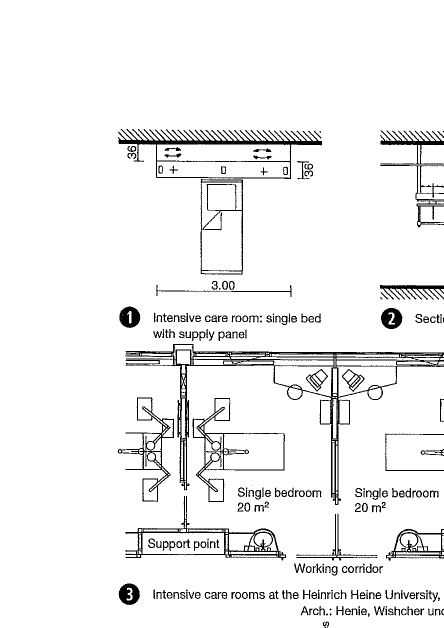 36
36
3.00
1 Intensive care room: single bed
with supply panel
2 Secti
Single bedroom
20 m²
Single bedroom
20 m²
Support point
Working corridor
3 Intensive care rooms at the Heinrich Heine University,
Arch.: Henie, Wishcher un